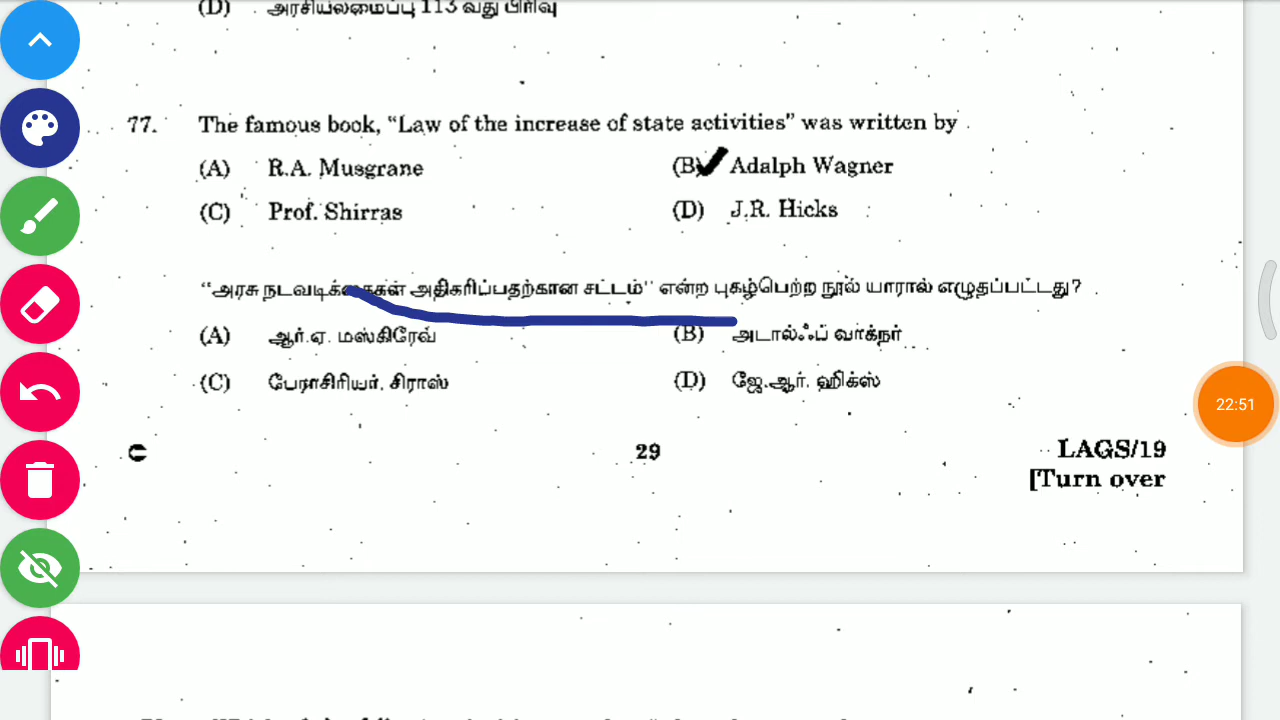 (D) அரசியலமைப்பு 113 வது பிரிவு
77. The famous book, “Law of the increase of state activities” was written by
(A) R.A. Musgrane (B) Adalph Wagner
(C) Prof. Shirras (D) J.R. Hicks
“அரசு நடவடிக்கைகள் அதிகரிப்பதற்கான சட்டம்” என்ற புகழ்பெற்ற நூல் யாரால் எழுதப்பட்டது?
(A) ஆர்.ஏ. மஸ்கிரேவ் (B) அடால்ஃப் வாக்நர்
(C) பேராசிரியர். சிராஸ் (D) ஜே.ஆர். ஹிக்ஸ்
22:51
29 LAGS/19
[Turn over